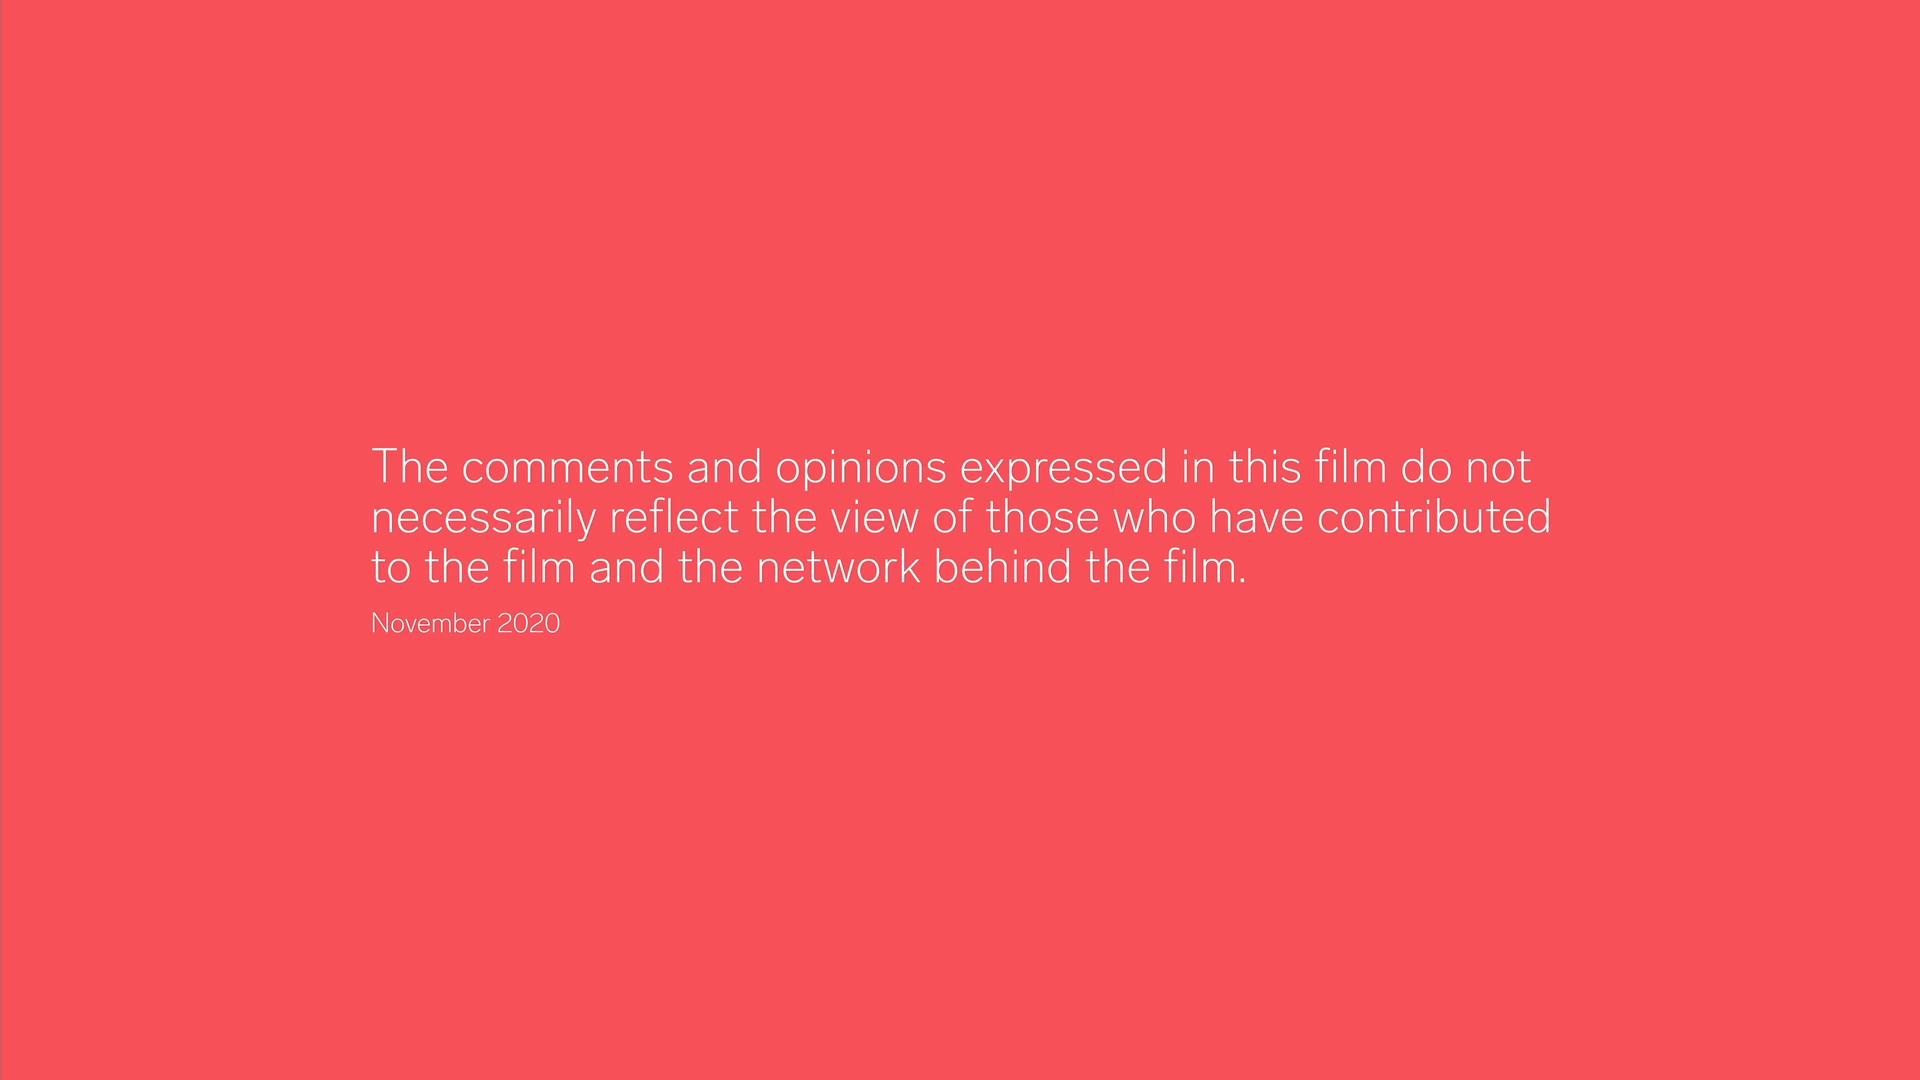 The comments and opinions expressed in this film do not
necessarily reflect the view of those who have contributed
to the film and the network behind the film.
November 2020